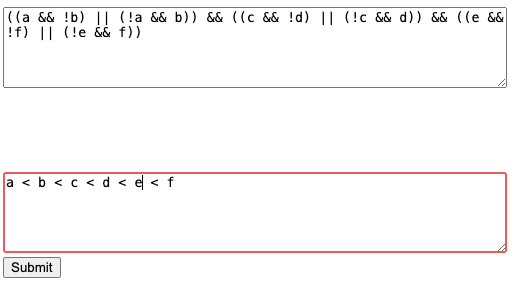 ((a && !b) || (!a && b)) && ((c && !d) || (!c && d)) && ((e &&
!f) || (!e && f))
a < b < c < d < e < f
Submit